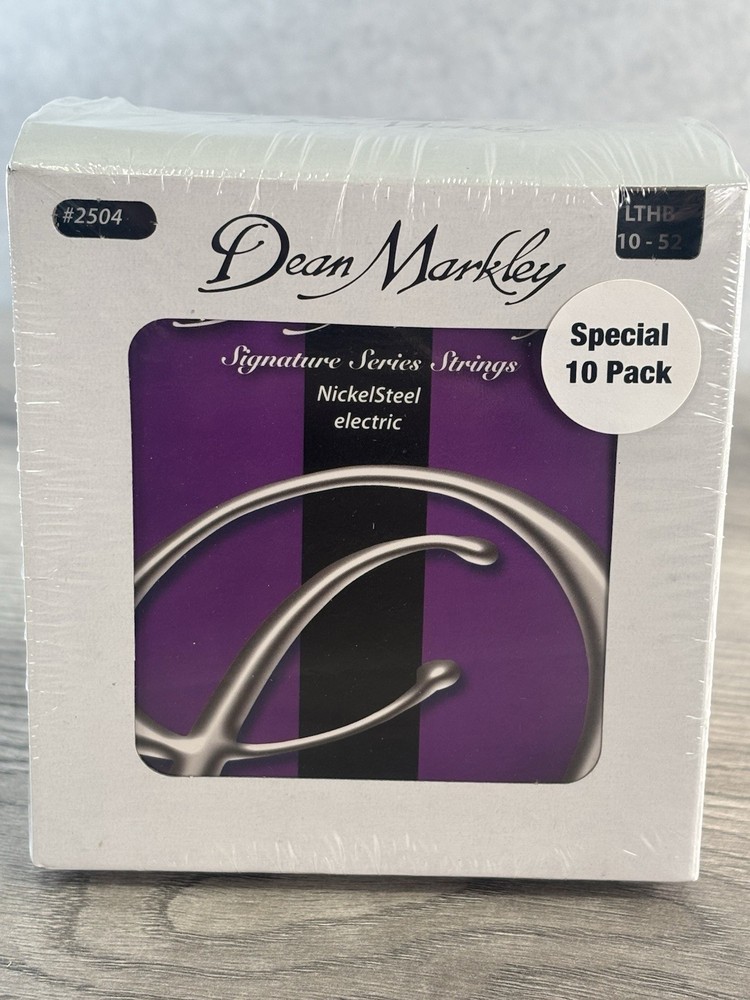 #2504
LTHB
10 - 52
Dean Markley
Special
10 Pack
Signature Series Strings
NickelSteel
electric